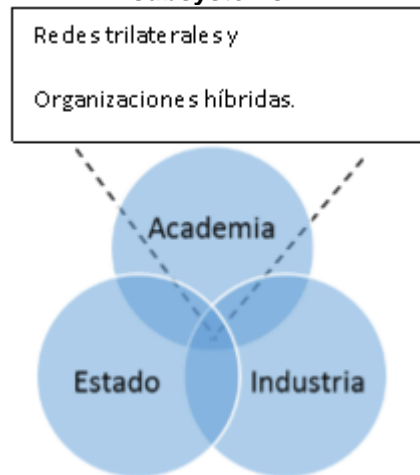 Redes trilaterales y
Organizaciones híbridas.
Academia
Estado
Industria